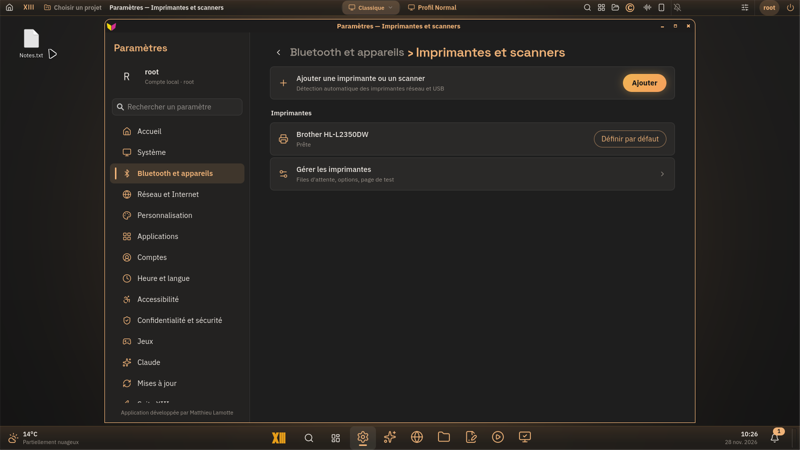 XIII
Choisir un projet
Paramètres — Imprimantes et scanners
Classique
Profil Normal
root
Notes.txt
Paramètres — Imprimantes et scanners
Paramètres
R
root
Compte local · root
Rechercher un paramètre
Accueil
Système
Bluetooth et appareils
Réseau et Internet
Personnalisation
Applications
Comptes
Heure et langue
Accessibilité
Confidentialité et sécurité
Jeux
Claude
Mises à jour
Application développée par Matthieu Lamotte
Bluetooth et appareils > Imprimantes et scanners
Ajouter une imprimante ou un scanner
Détection automatique des imprimantes réseau et USB
Ajouter
Imprimantes
Brother HL-L2350DW
Prête
Définir par défaut
Gérer les imprimantes
Files d'attente, options, page de test
14°C
Partiellement nuageux
XIII
10:26
28 nov. 2026
1